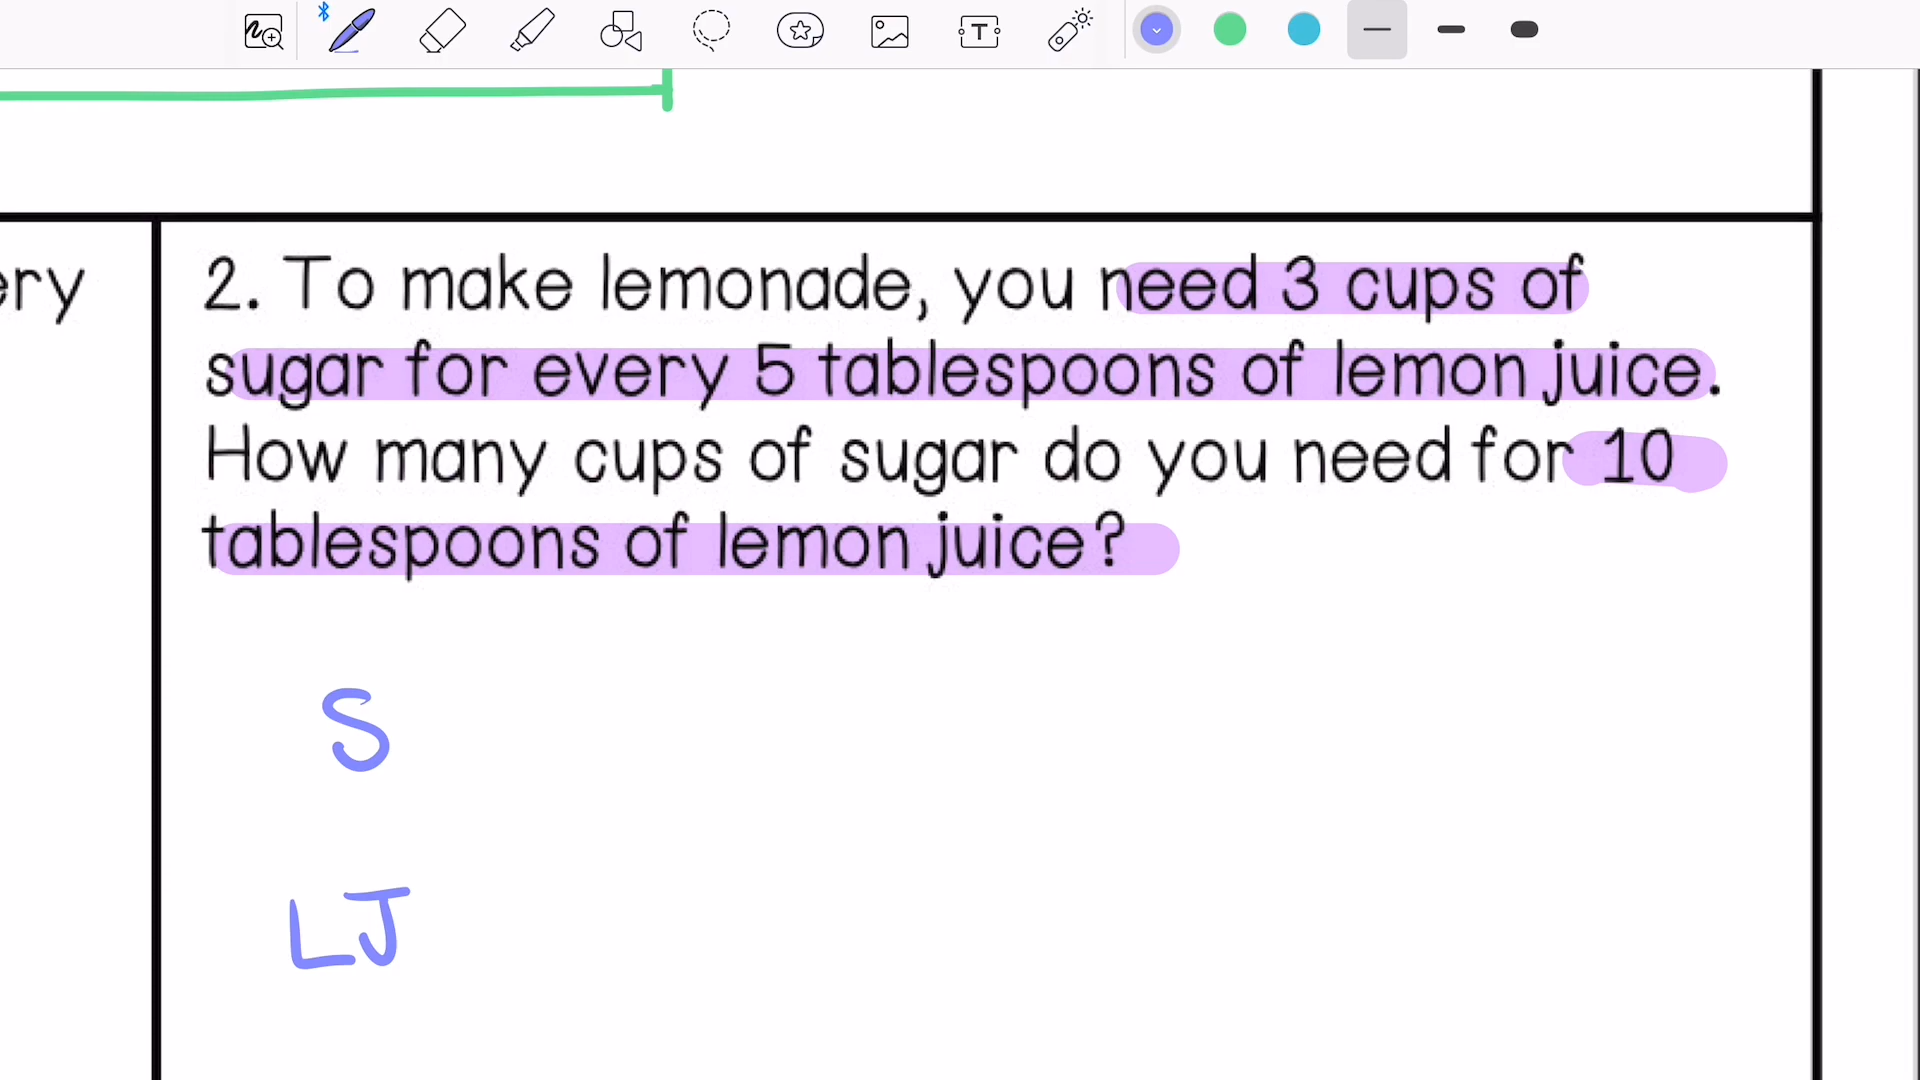 T
ery
2. To make lemonade, you need 3 cups of
sugar for every 5 tablespoons of lemon juice.
How many cups of sugar do you need for 10
tablespoons of lemon juice?
S
LJ